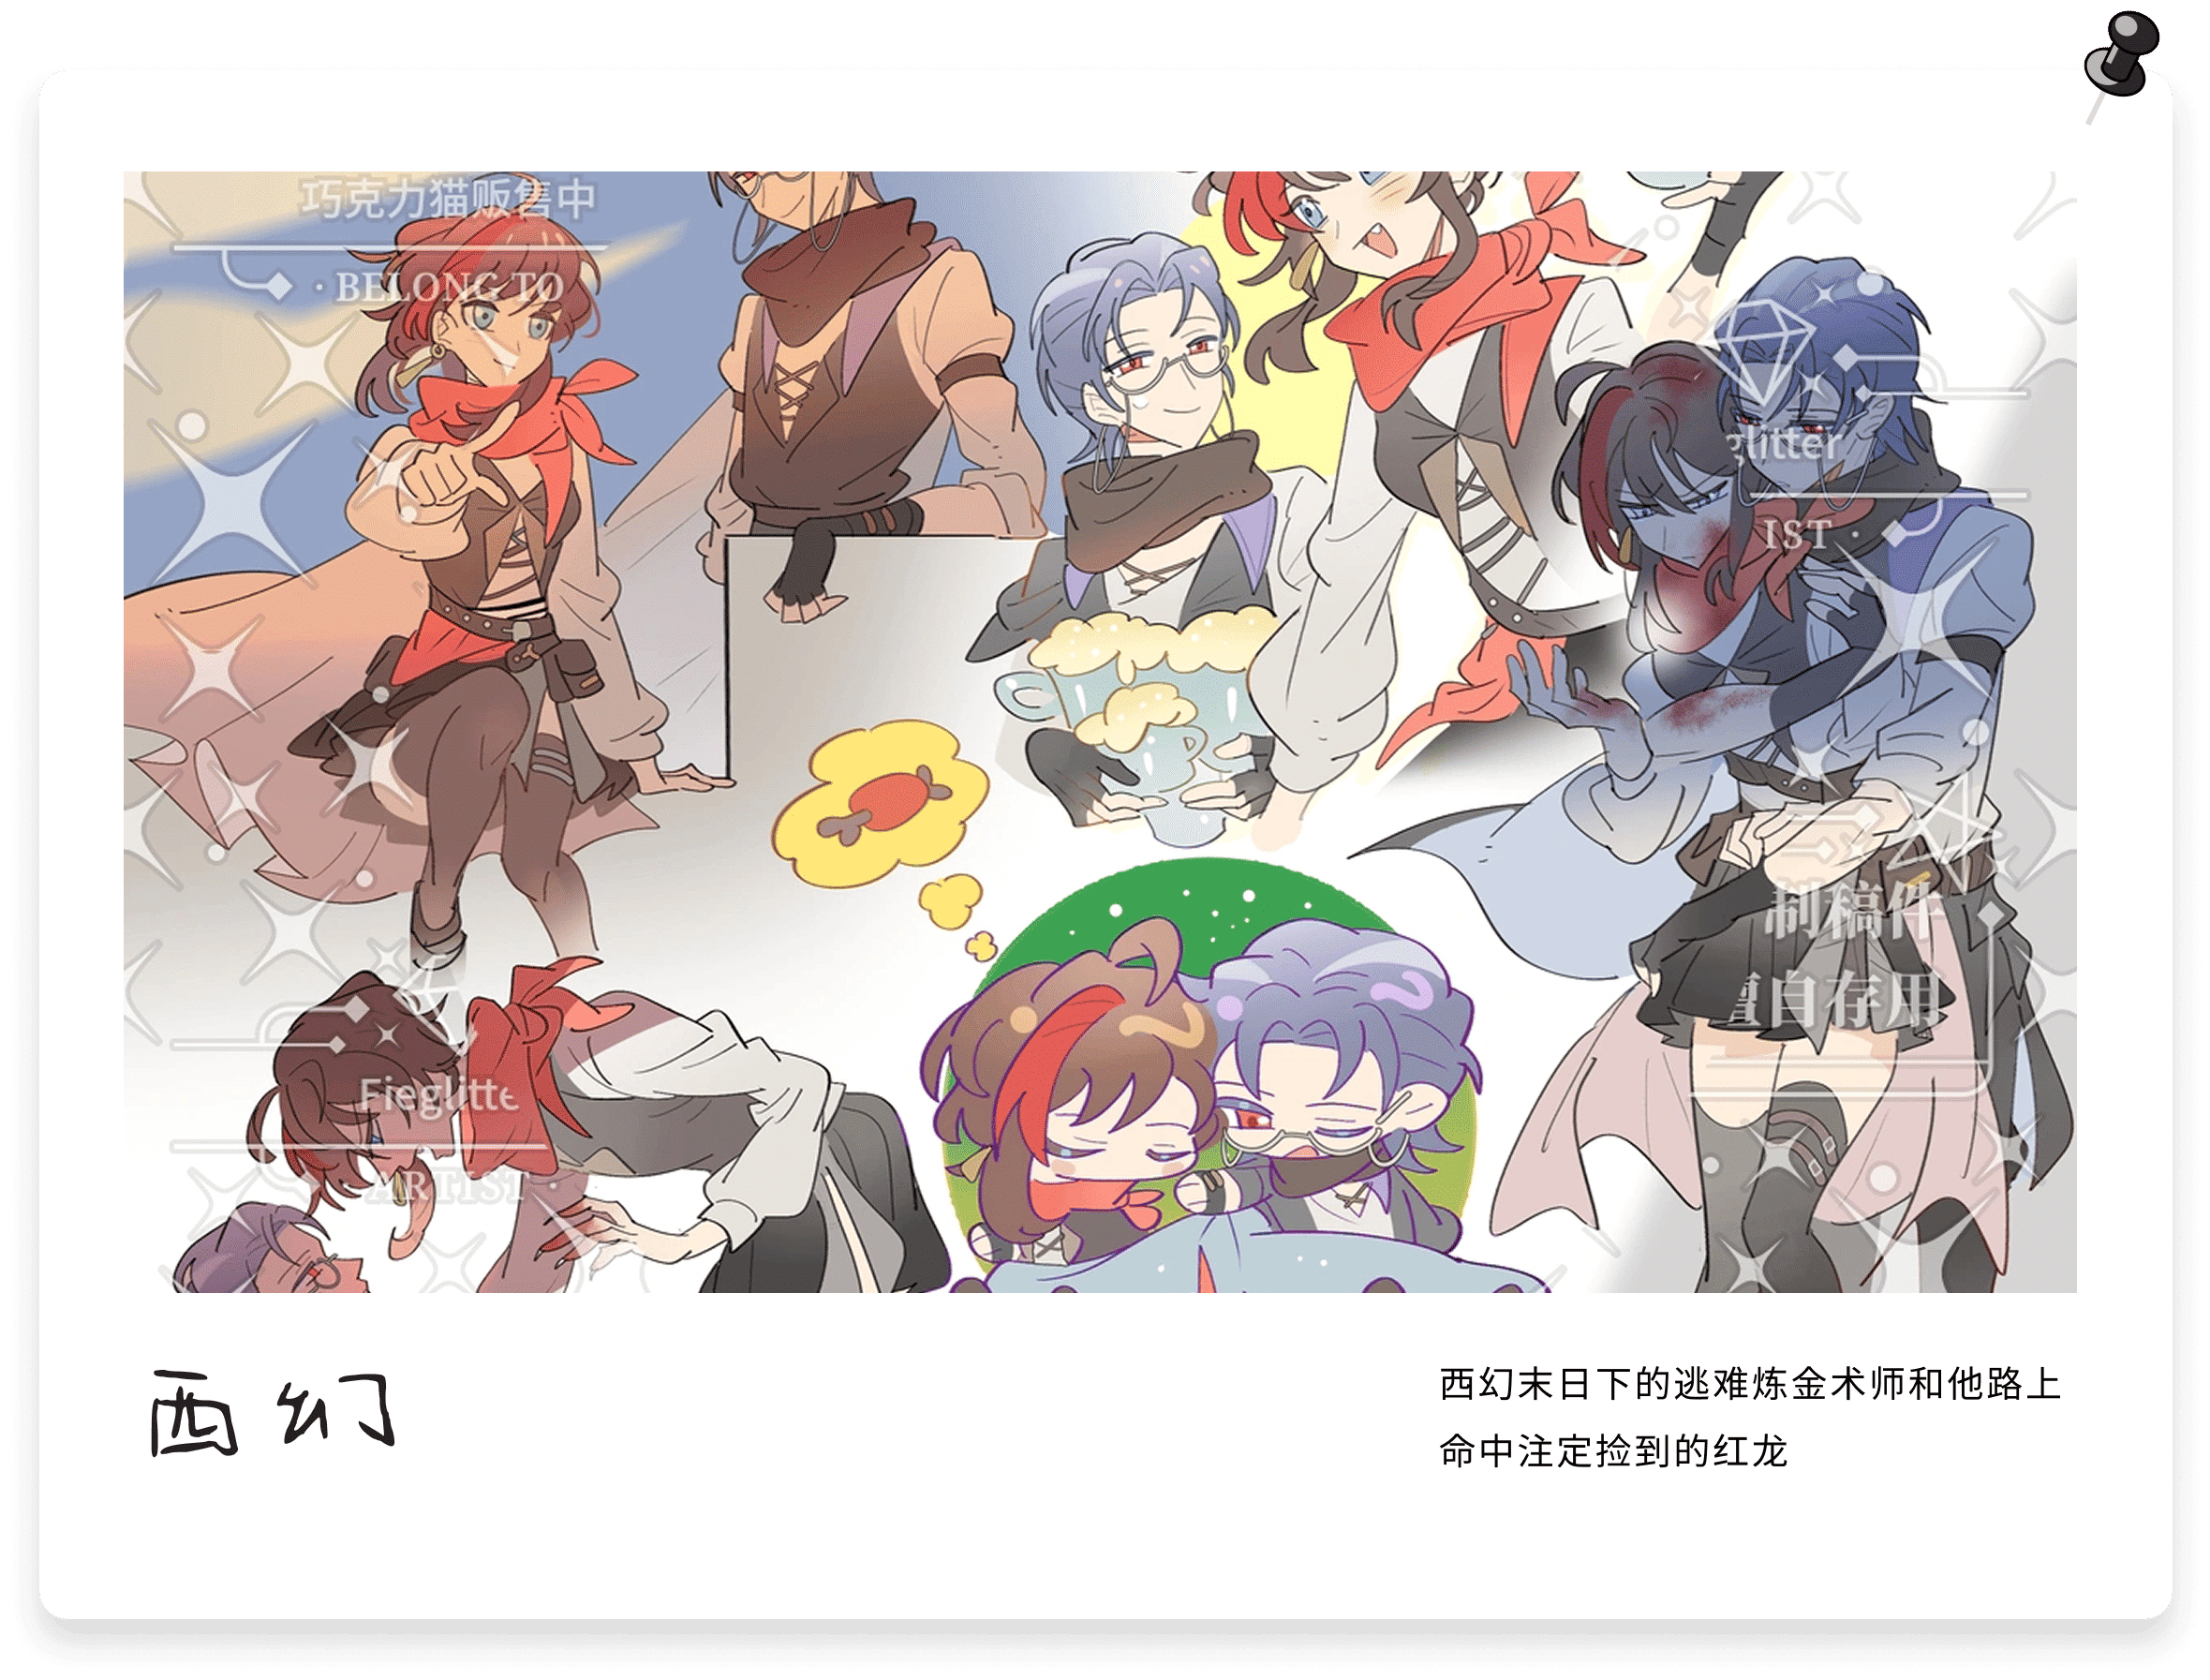 巧克力猫贩售中
· BELONG TO
glitter
IST ·
制稿件
自存用
Fieglitte
ARTIST ·
西幻
西幻末日下的逃难炼金术师和他路上
命中注定捡到的红龙